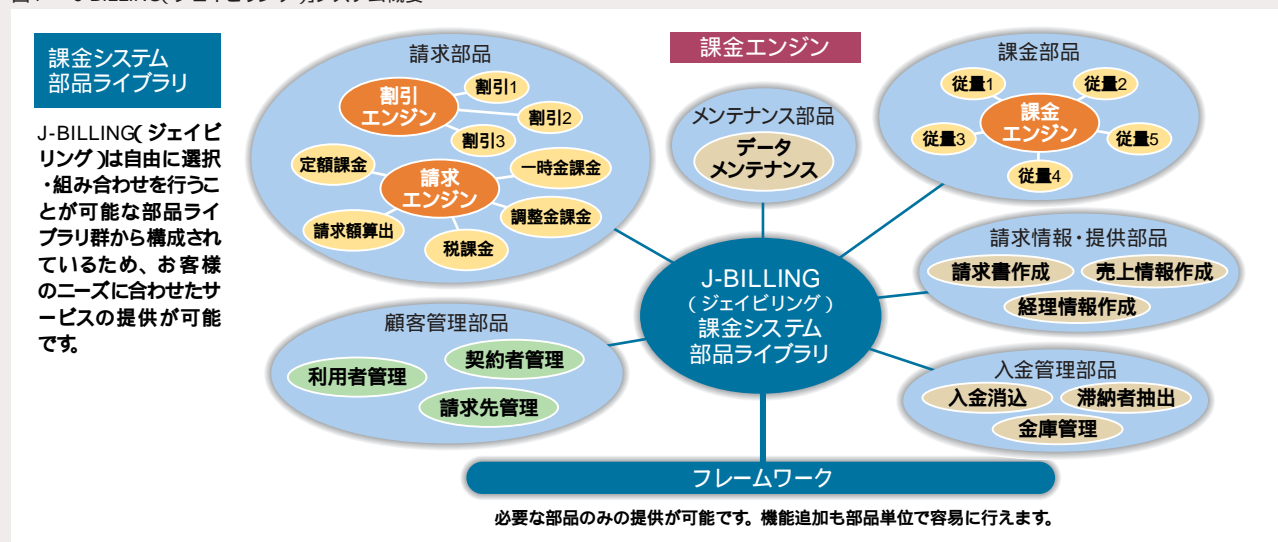 課金システム
部品ライブラリ
J-BILLING(ジェイビ
リング)は自由に選択
・組み合わせを行うこ
とが可能な部品ライ
ブラリ群から構成され
ているため、お客様
のニーズに合わせたサ
ービスの提供が可能
です。
請求部品
割引
エンジン
割引1
割引2
割引3
定額課金
請求
エンジン
一時金課金
調整金課金
請求額算出
税課金
課金エンジン
メンテナンス部品
データ
メンテナンス
課金部品
従量1
従量2
課金
エンジン
従量3
従量5
従量4
請求情報・提供部品
請求書作成
売上情報作成
経理情報作成
J-BILLING
(ジェイビリング)
課金システム
部品ライブラリ
顧客管理部品
契約者管理
利用者管理
請求先管理
入金管理部品
入金消込
滞納者抽出
金庫管理
フレームワーク
必要な部品のみの提供が可能です。機能追加も部品単位で容易に行えます。